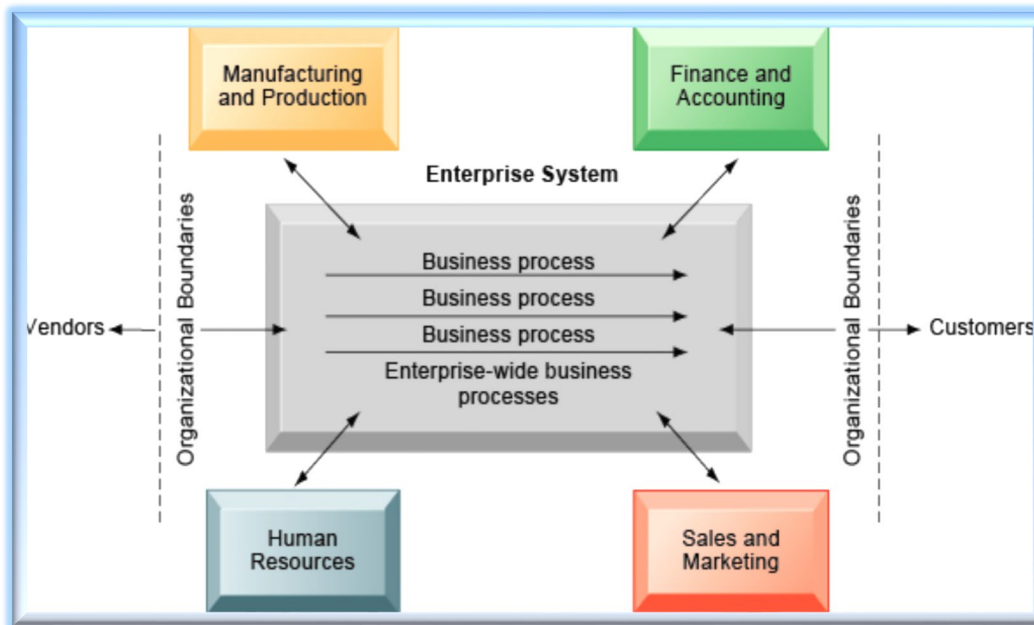 Manufacturing
and Production
Finance and
Accounting
Enterprise System
Organizational Boundaries
Organizational Boundaries
Business process
Business process
Vendors
Customers
Business process
Enterprise-wide business
processes
Human
Resources
Sales and
Marketing